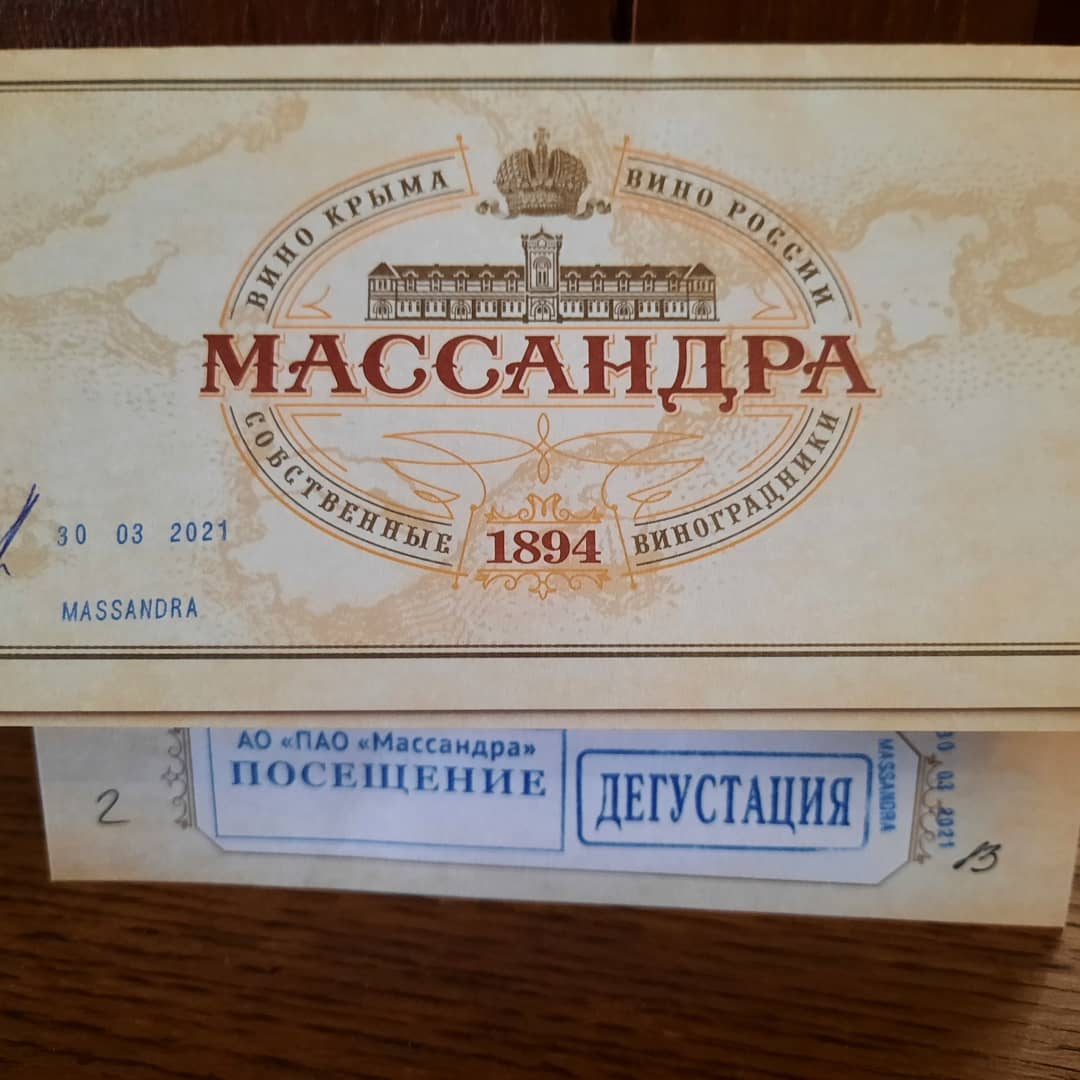 ВИНО КРЫМА
ВИНО РОССИИ
МАССАНДРА
СОБСТВЕННЫЕ
ВИНОГРАДНИКИ
1894
30 03 2021
MASSANDRA
АО «ПАО «Массандра»
ПОСЕЩЕНИЕ
ДЕГУСТАЦИЯ
MASSANDRA
03 2021
2
13